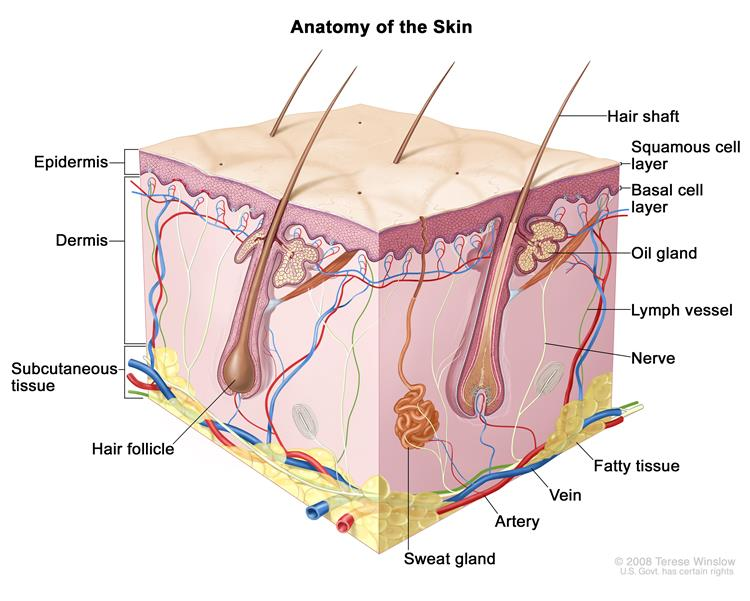 Anatomy of the Skin
Hair shaft
Squamous cell
layer
Epidermis
Basal cell
layer
Dermis
Oil gland
Lymph vessel
Nerve
Subcutaneous
tissue
Hair follicle
Fatty tissue
Vein
Artery
Sweat gland
© 2008 Terese Winslow
U.S. Govt. has certain rights